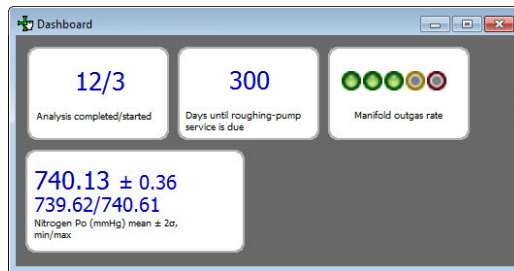 Dashboard
12/3
Analysis completed/started
300
Days until roughing-pump
service is due
Manifold outgas rate
740.13 ± 0.36
739.62/740.61
Nitrogen Po (mmHg) mean ± 2σ,
min/max